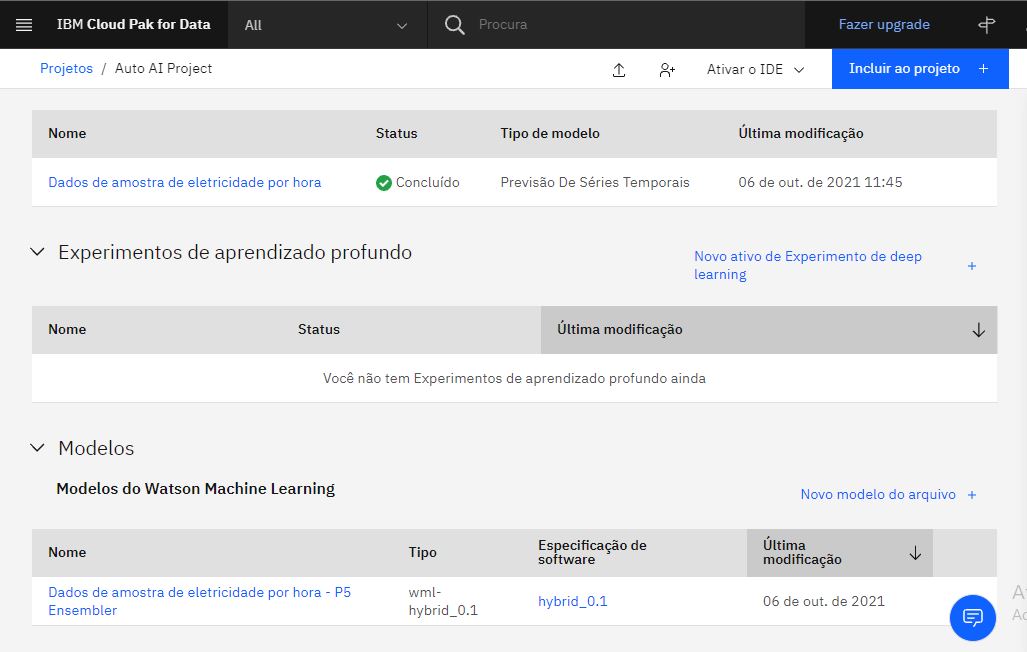 IBM Cloud Pak for Data
All
Procura
Fazer upgrade
Projetos / Auto AI Project
Ativar o IDE
Incluir ao projeto +
Nome Status Tipo de modelo Última modificação
Dados de amostra de eletricidade por hora Concluído Previsão De Séries Temporais 06 de out. de 2021 11:45
Experimentos de aprendizado profundo
Novo ativo de Experimento de deep
learning +
Nome Status Última modificação
Você não tem Experimentos de aprendizado profundo ainda
Modelos
Modelos do Watson Machine Learning
Novo modelo do arquivo +
Nome
Tipo
Especificação de
software
Última
modificação
Dados de amostra de eletricidade por hora - P5
Ensembler
wml-
hybrid_0.1
hybrid_0.1
06 de out. de 2021